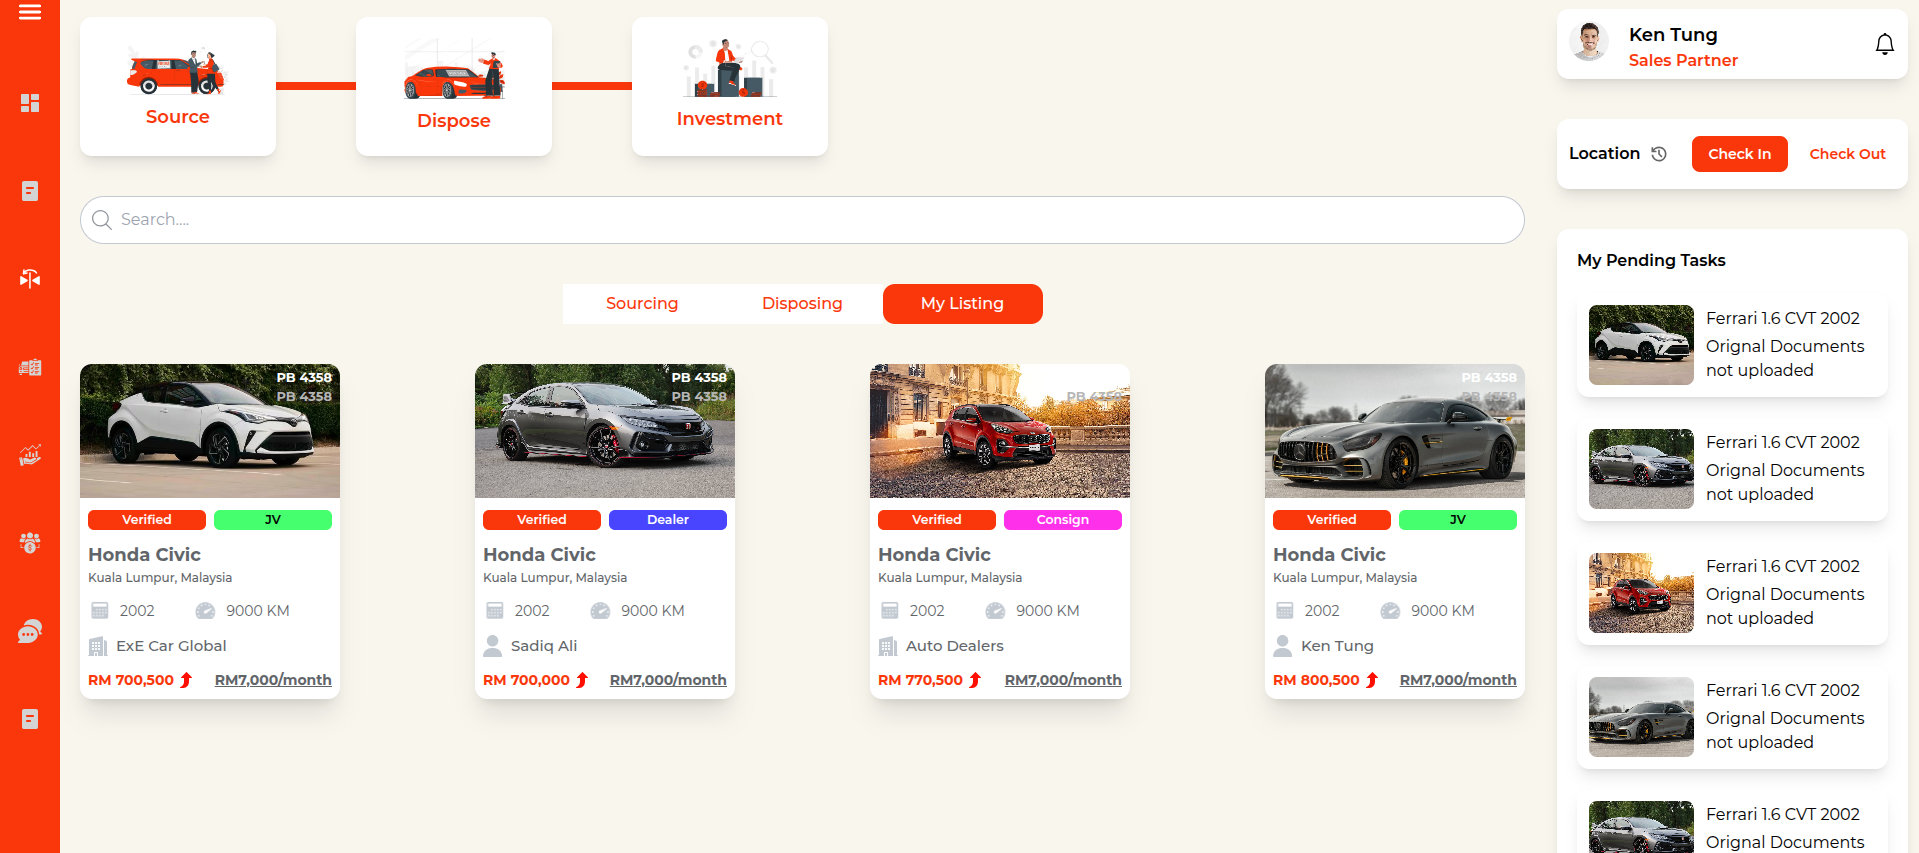 Source
Dispose
Investment
Search....
Sourcing
Disposing
My Listing
PB 4358
PB 4358
Verified
JV
Honda Civic
Kuala Lumpur, Malaysia
2002
9000 KM
ExE Car Global
RM 700,500
RM7,000/month
PB 4358
PB 4358
Verified
Dealer
Honda Civic
Kuala Lumpur, Malaysia
2002
9000 KM
Sadiq Ali
RM 700,000
RM7,000/month
PB 4358
Verified
Consign
Honda Civic
Kuala Lumpur, Malaysia
2002
9000 KM
Auto Dealers
RM 770,500
RM7,000/month
PB 4358
PB 4358
Verified
JV
Honda Civic
Kuala Lumpur, Malaysia
2002
9000 KM
Ken Tung
RM 800,500
RM7,000/month
Ken Tung
Sales Partner
Location
Check In
Check Out
My Pending Tasks
Ferrari 1.6 CVT 2002
Orignal Documents
not uploaded
Ferrari 1.6 CVT 2002
Orignal Documents
not uploaded
Ferrari 1.6 CVT 2002
Orignal Documents
not uploaded
Ferrari 1.6 CVT 2002
Orignal Documents
not uploaded
Ferrari 1.6 CVT 2002
Orignal Documents